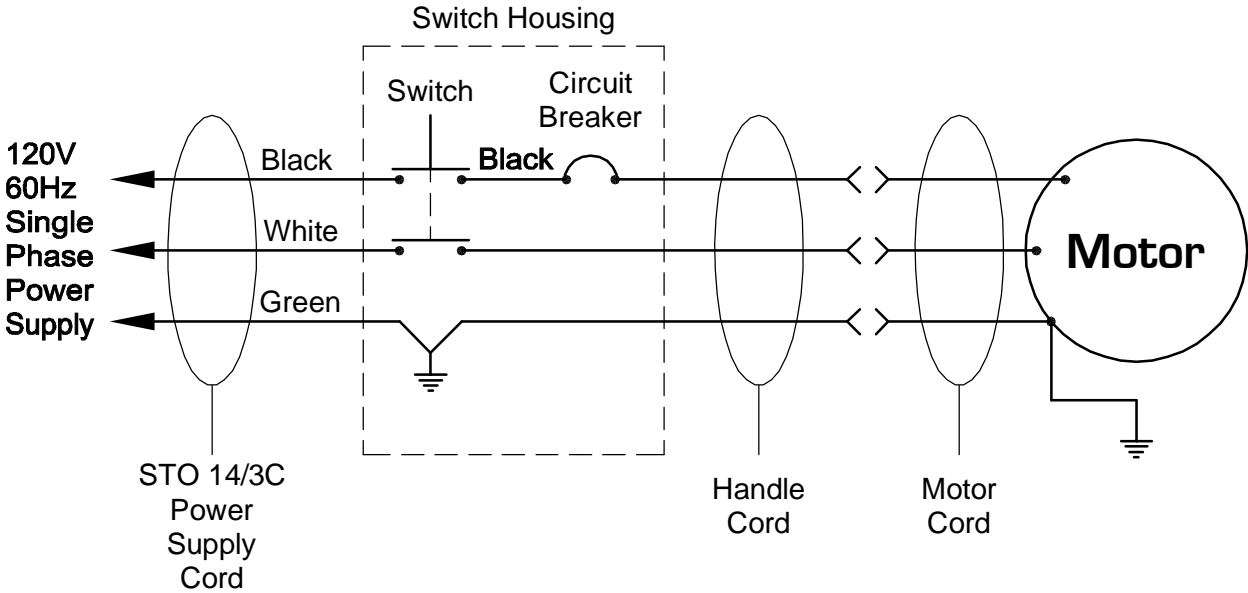 Switch Housing
Switch
Circuit
Breaker
120V
60Hz
Single
Phase
Power
Supply
Black
Black
White
Green
Motor
STO 14/3C
Power
Supply
Cord
Handle
Cord
Motor
Cord